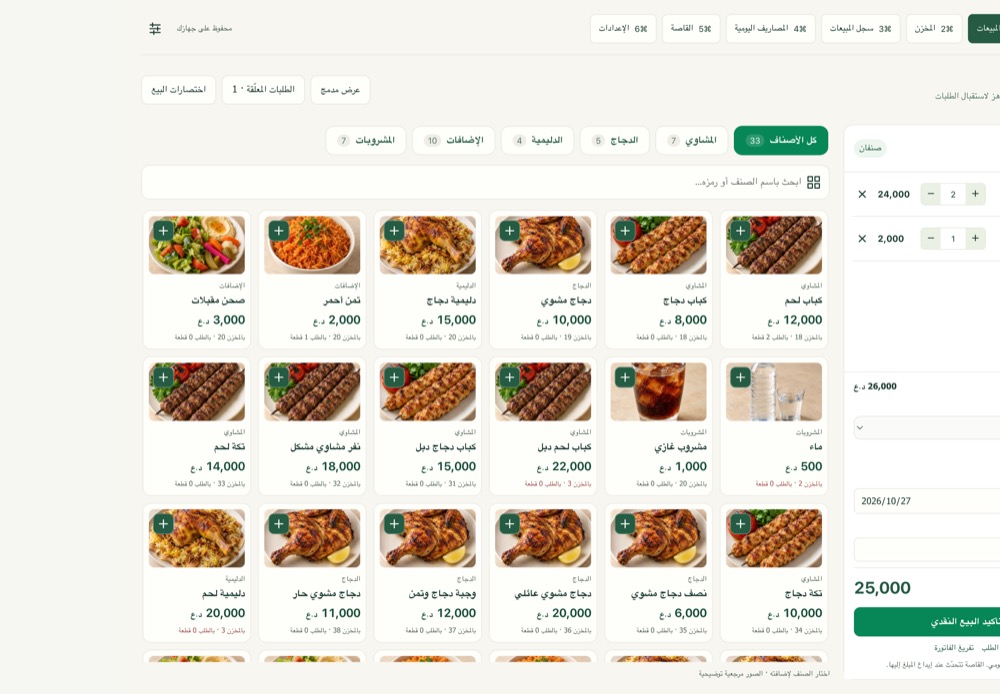 المبيعات
⌘2 المخزن
⌘3 سجل المبيعات
⌘4 المصاريف اليومية
⌘5 القاصة
⌘6 الإعدادات
محفوظ على جهازك
لاستقبال الطلبات
عرض مدمج
الطلبات المعلّقة · 1
اختصارات البيع
كل الأصناف 33
المشاوي 7
الدجاج 5
الدليمية 4
الإضافات 10
المشروبات 7
ابحث باسم الصنف أو رمزه...
صنفان
+ 2 − 24,000 ×
+ 1 − 2,000 ×
26,000 د.ع
2026/10/27
25,000
تأكيد البيع النقدي
الطلب تفريغ الفاتورة
القاصة تتحدّث عند إيداع المبلغ إليها.
المشاوي
كباب لحم
12,000 د.ع
بالمخزن 18 · بالطلب 2 قطعة
المشاوي
كباب دجاج
8,000 د.ع
بالمخزن 18 · بالطلب 0 قطعة
الدجاج
دجاج مشوي
10,000 د.ع
بالمخزن 19 · بالطلب 0 قطعة
الدليمية
دليمية دجاج
15,000 د.ع
بالمخزن 20 · بالطلب 0 قطعة
الإضافات
تمن أحمر
2,000 د.ع
بالمخزن 20 · بالطلب 1 قطعة
الإضافات
صحن مقبلات
3,000 د.ع
بالمخزن 20 · بالطلب 0 قطعة
المشروبات
ماء
500 د.ع
بالمخزن 2 · بالطلب 0 قطعة
المشروبات
مشروب غازي
1,000 د.ع
بالمخزن 20 · بالطلب 0 قطعة
المشاوي
كباب لحم دبل
22,000 د.ع
بالمخزن 3 · بالطلب 0 قطعة
المشاوي
كباب دجاج دبل
15,000 د.ع
بالمخزن 31 · بالطلب 0 قطعة
المشاوي
نفر مشاوي مشكل
18,000 د.ع
بالمخزن 32 · بالطلب 0 قطعة
المشاوي
تكة لحم
14,000 د.ع
بالمخزن 33 · بالطلب 0 قطعة
المشاوي
تكة دجاج
10,000 د.ع
بالمخزن 34 · بالطلب 0 قطعة
الدجاج
نصف دجاج مشوي
6,000 د.ع
بالمخزن 35 · بالطلب 0 قطعة
الدجاج
دجاج مشوي عائلي
20,000 د.ع
بالمخزن 36 · بالطلب 0 قطعة
الدجاج
وجبة دجاج وتمن
12,000 د.ع
بالمخزن 37 · بالطلب 0 قطعة
الدجاج
دجاج مشوي حار
11,000 د.ع
بالمخزن 38 · بالطلب 0 قطعة
الدليمية
دليمية لحم
20,000 د.ع
بالمخزن 3 · بالطلب 0 قطعة
اختار الصنف لإضافته · الصور مرجعية توضيحية